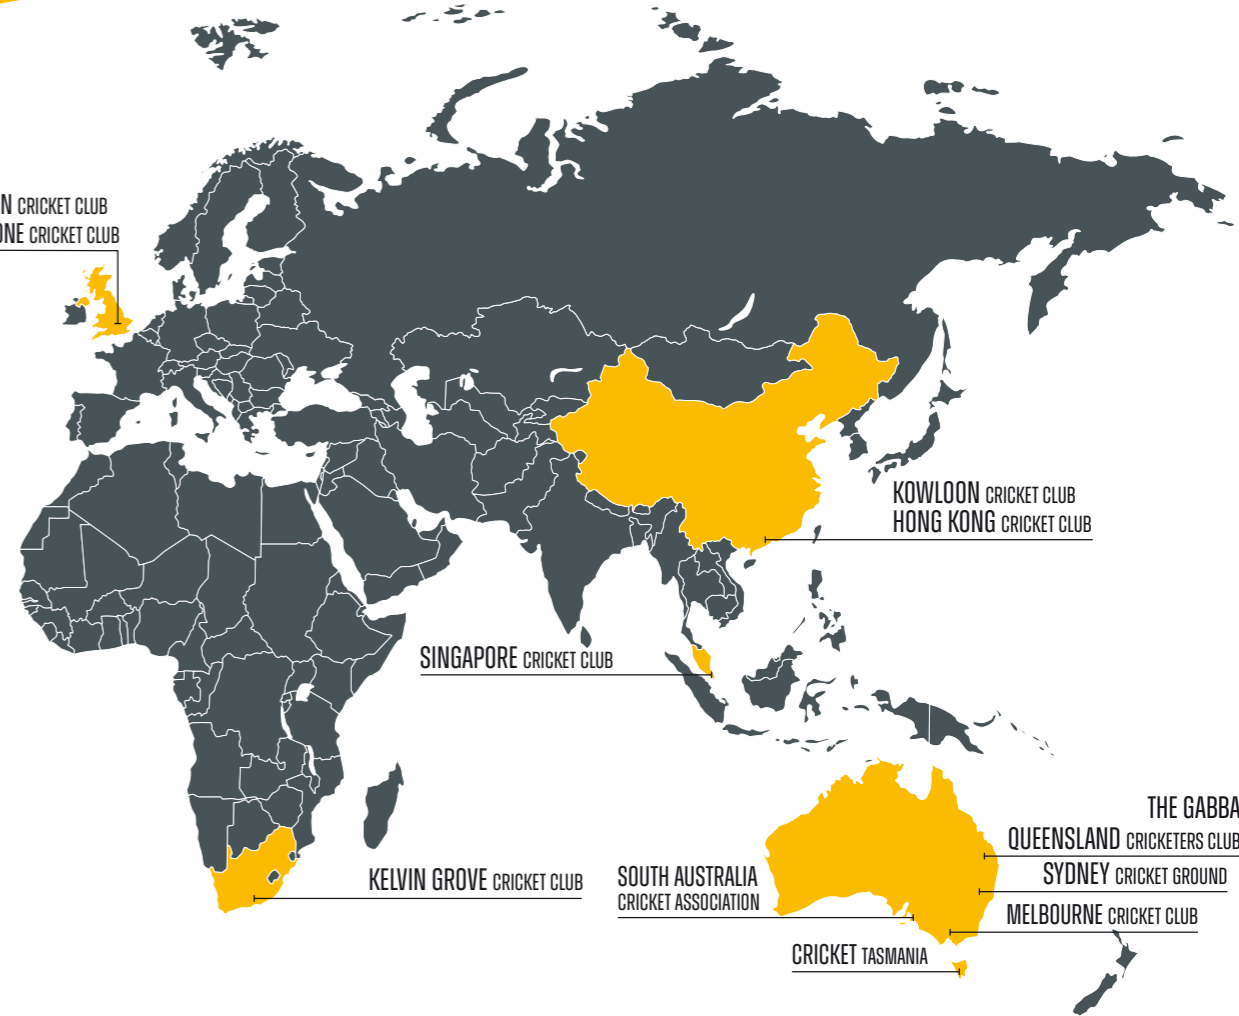 N CRICKET CLUB
ONE CRICKET CLUB
KOWLOON CRICKET CLUB
HONG KONG CRICKET CLUB
SINGAPORE CRICKET CLUB
THE GABBA
QUEENSLAND CRICKETERS CLUB
SYDNEY CRICKET GROUND
SOUTH AUSTRALIA
CRICKET ASSOCIATION
KELVIN GROVE CRICKET CLUB
MELBOURNE CRICKET CLUB
CRICKET TASMANIA